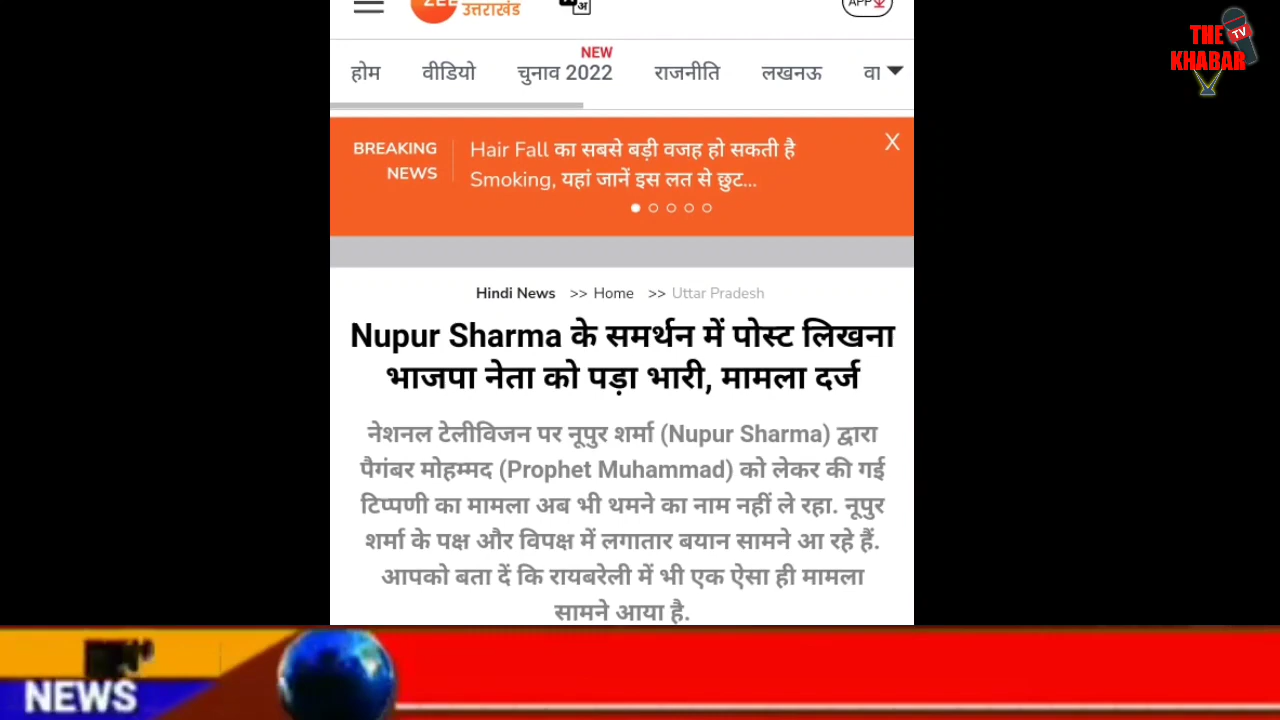 ZEE
उत्तराखंड
अ
APP
THE
TV
KHABAR
NEW
होम वीडियो चुनाव 2022 राजनीति लखनऊ
BREAKING
NEWS
Hair Fall का सबसे बड़ी वजह हो सकती है
Smoking, यहां जानें इस लत से छुट...
X
Hindi News >> Home >> Uttar Pradesh
Nupur Sharma के समर्थन में पोस्ट लिखना
भाजपा नेता को पड़ा भारी, मामला दर्ज
नेशनल टेलीविजन पर नूपुर शर्मा (Nupur Sharma) द्वारा
पैगंबर मोहम्मद (Prophet Muhammad) को लेकर की गई
टिप्पणी का मामला अब भी थमने का नाम नहीं ले रहा. नूपुर
शर्मा के पक्ष और विपक्ष में लगातार बयान सामने आ रहे हैं.
आपको बता दें कि रायबरेली में भी एक ऐसा ही मामला
सामने आया है.
NEWS